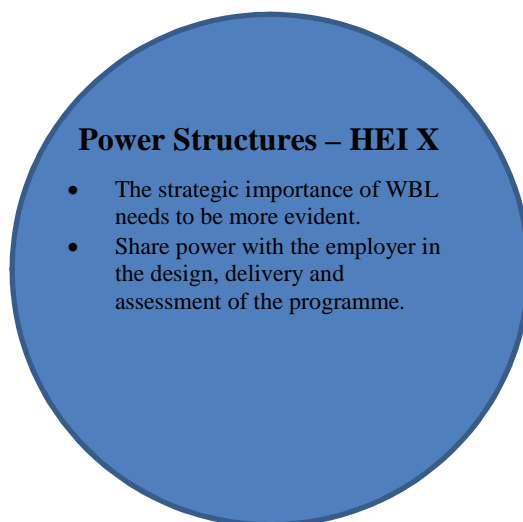 Power Structures – HEI X
• The strategic importance of WBL
needs to be more evident.
• Share power with the employer in
the design, delivery and
assessment of the programme.